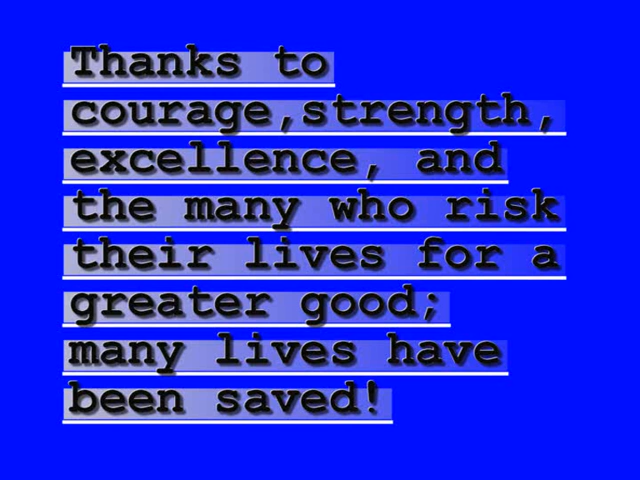 Thanks to
courage,strength,
excellence, and
the many who risk
their lives for a
greater good;
many lives have
been saved!